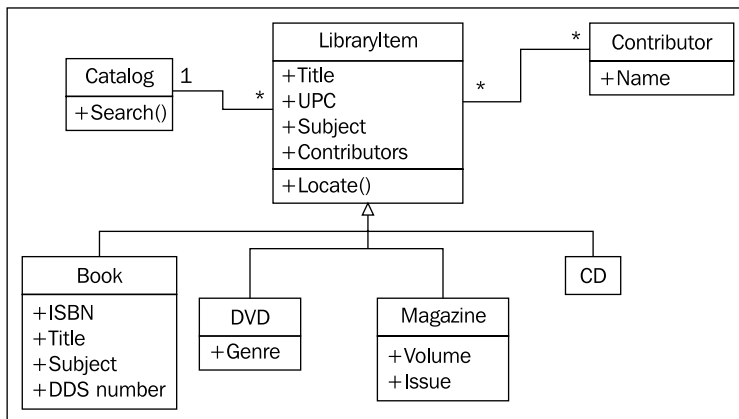 LibraryItem
+Title
+UPC
+Subject
+Contributors
+Locate()
Catalog
+Search()
1
*
*
*
Contributor
+Name
Book
+ISBN
+Title
+Subject
+DDS number
DVD
+Genre
Magazine
+Volume
+Issue
CD